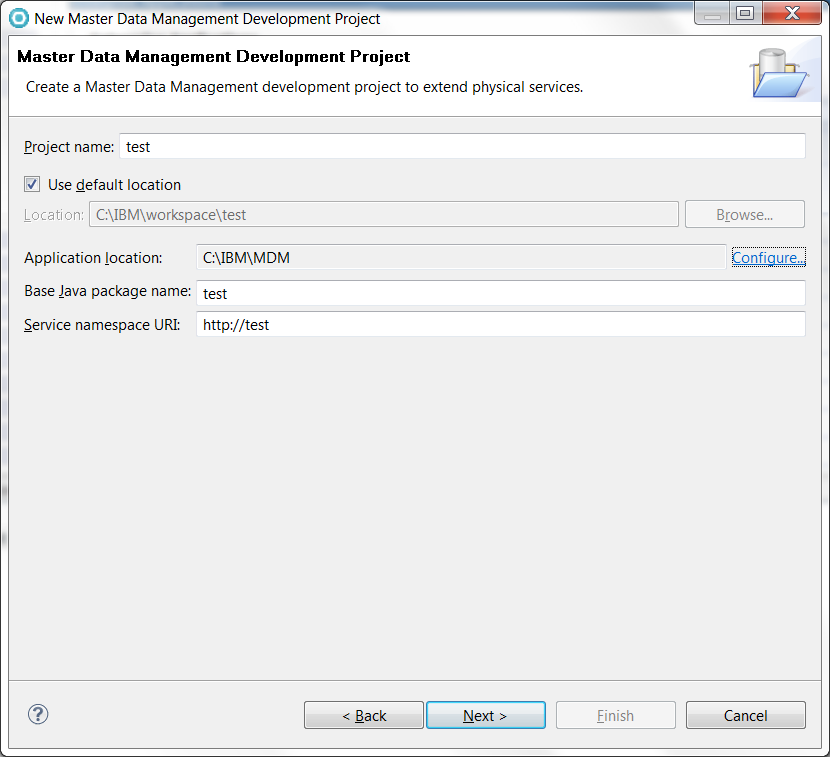 New Master Data Management Development Project
Master Data Management Development Project
Create a Master Data Management development project to extend physical services.
Project name: test
Use default location
Location: C:\IBM\workspace\test Browse...
Application location: C:\IBM\MDM Configure...
Base Java package name: test
Service namespace URI: http://test
? < Back Next > Finish Cancel